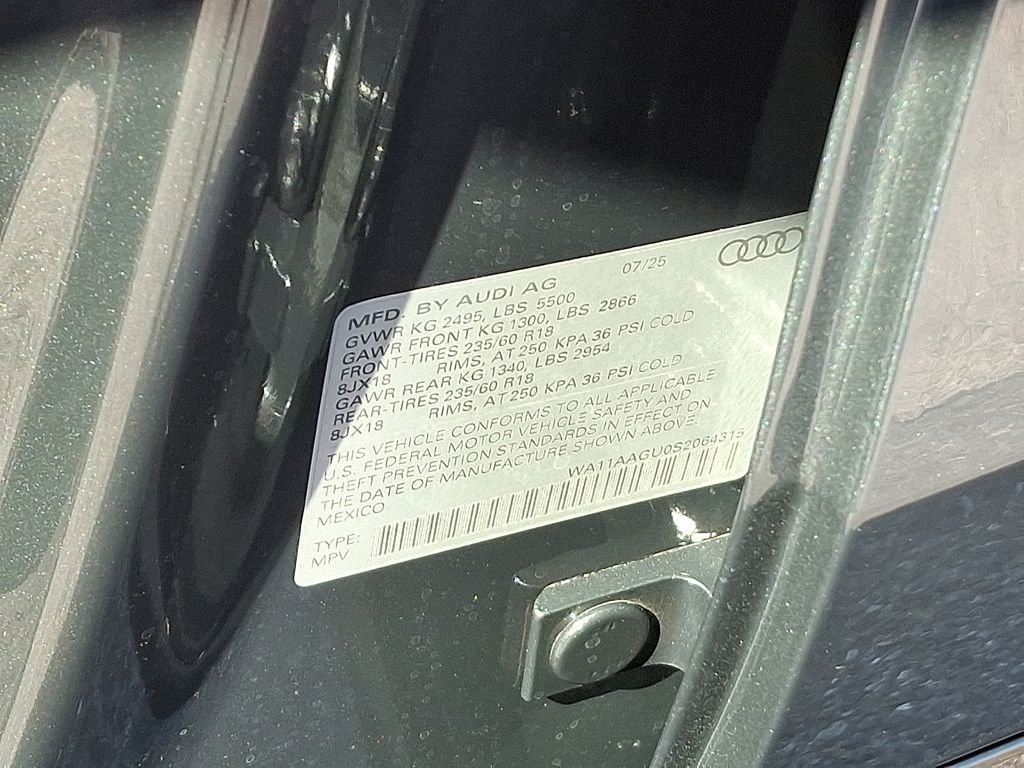 07/25
MFD. BY AUDI AG
GVWR KG 2495, LBS 5500
GAWR FRONT KG 1300, LBS 2866
FRONT-TIRES 235/60 R18
8JX18 RIMS, AT 250 KPA 36 PSI COLD
GAWR REAR KG 1340, LBS 2954
REAR-TIRES 235/60 R18
8JX18 RIMS, AT 250 KPA 36 PSI COLD
THIS VEHICLE CONFORMS TO ALL APPLICABLE
U.S. FEDERAL MOTOR VEHICLE SAFETY AND
THEFT PREVENTION STANDARDS IN EFFECT ON
THE DATE OF MANUFACTURE SHOWN ABOVE.
MEXICO WA11AAGU0S2064315
TYPE:
MPV